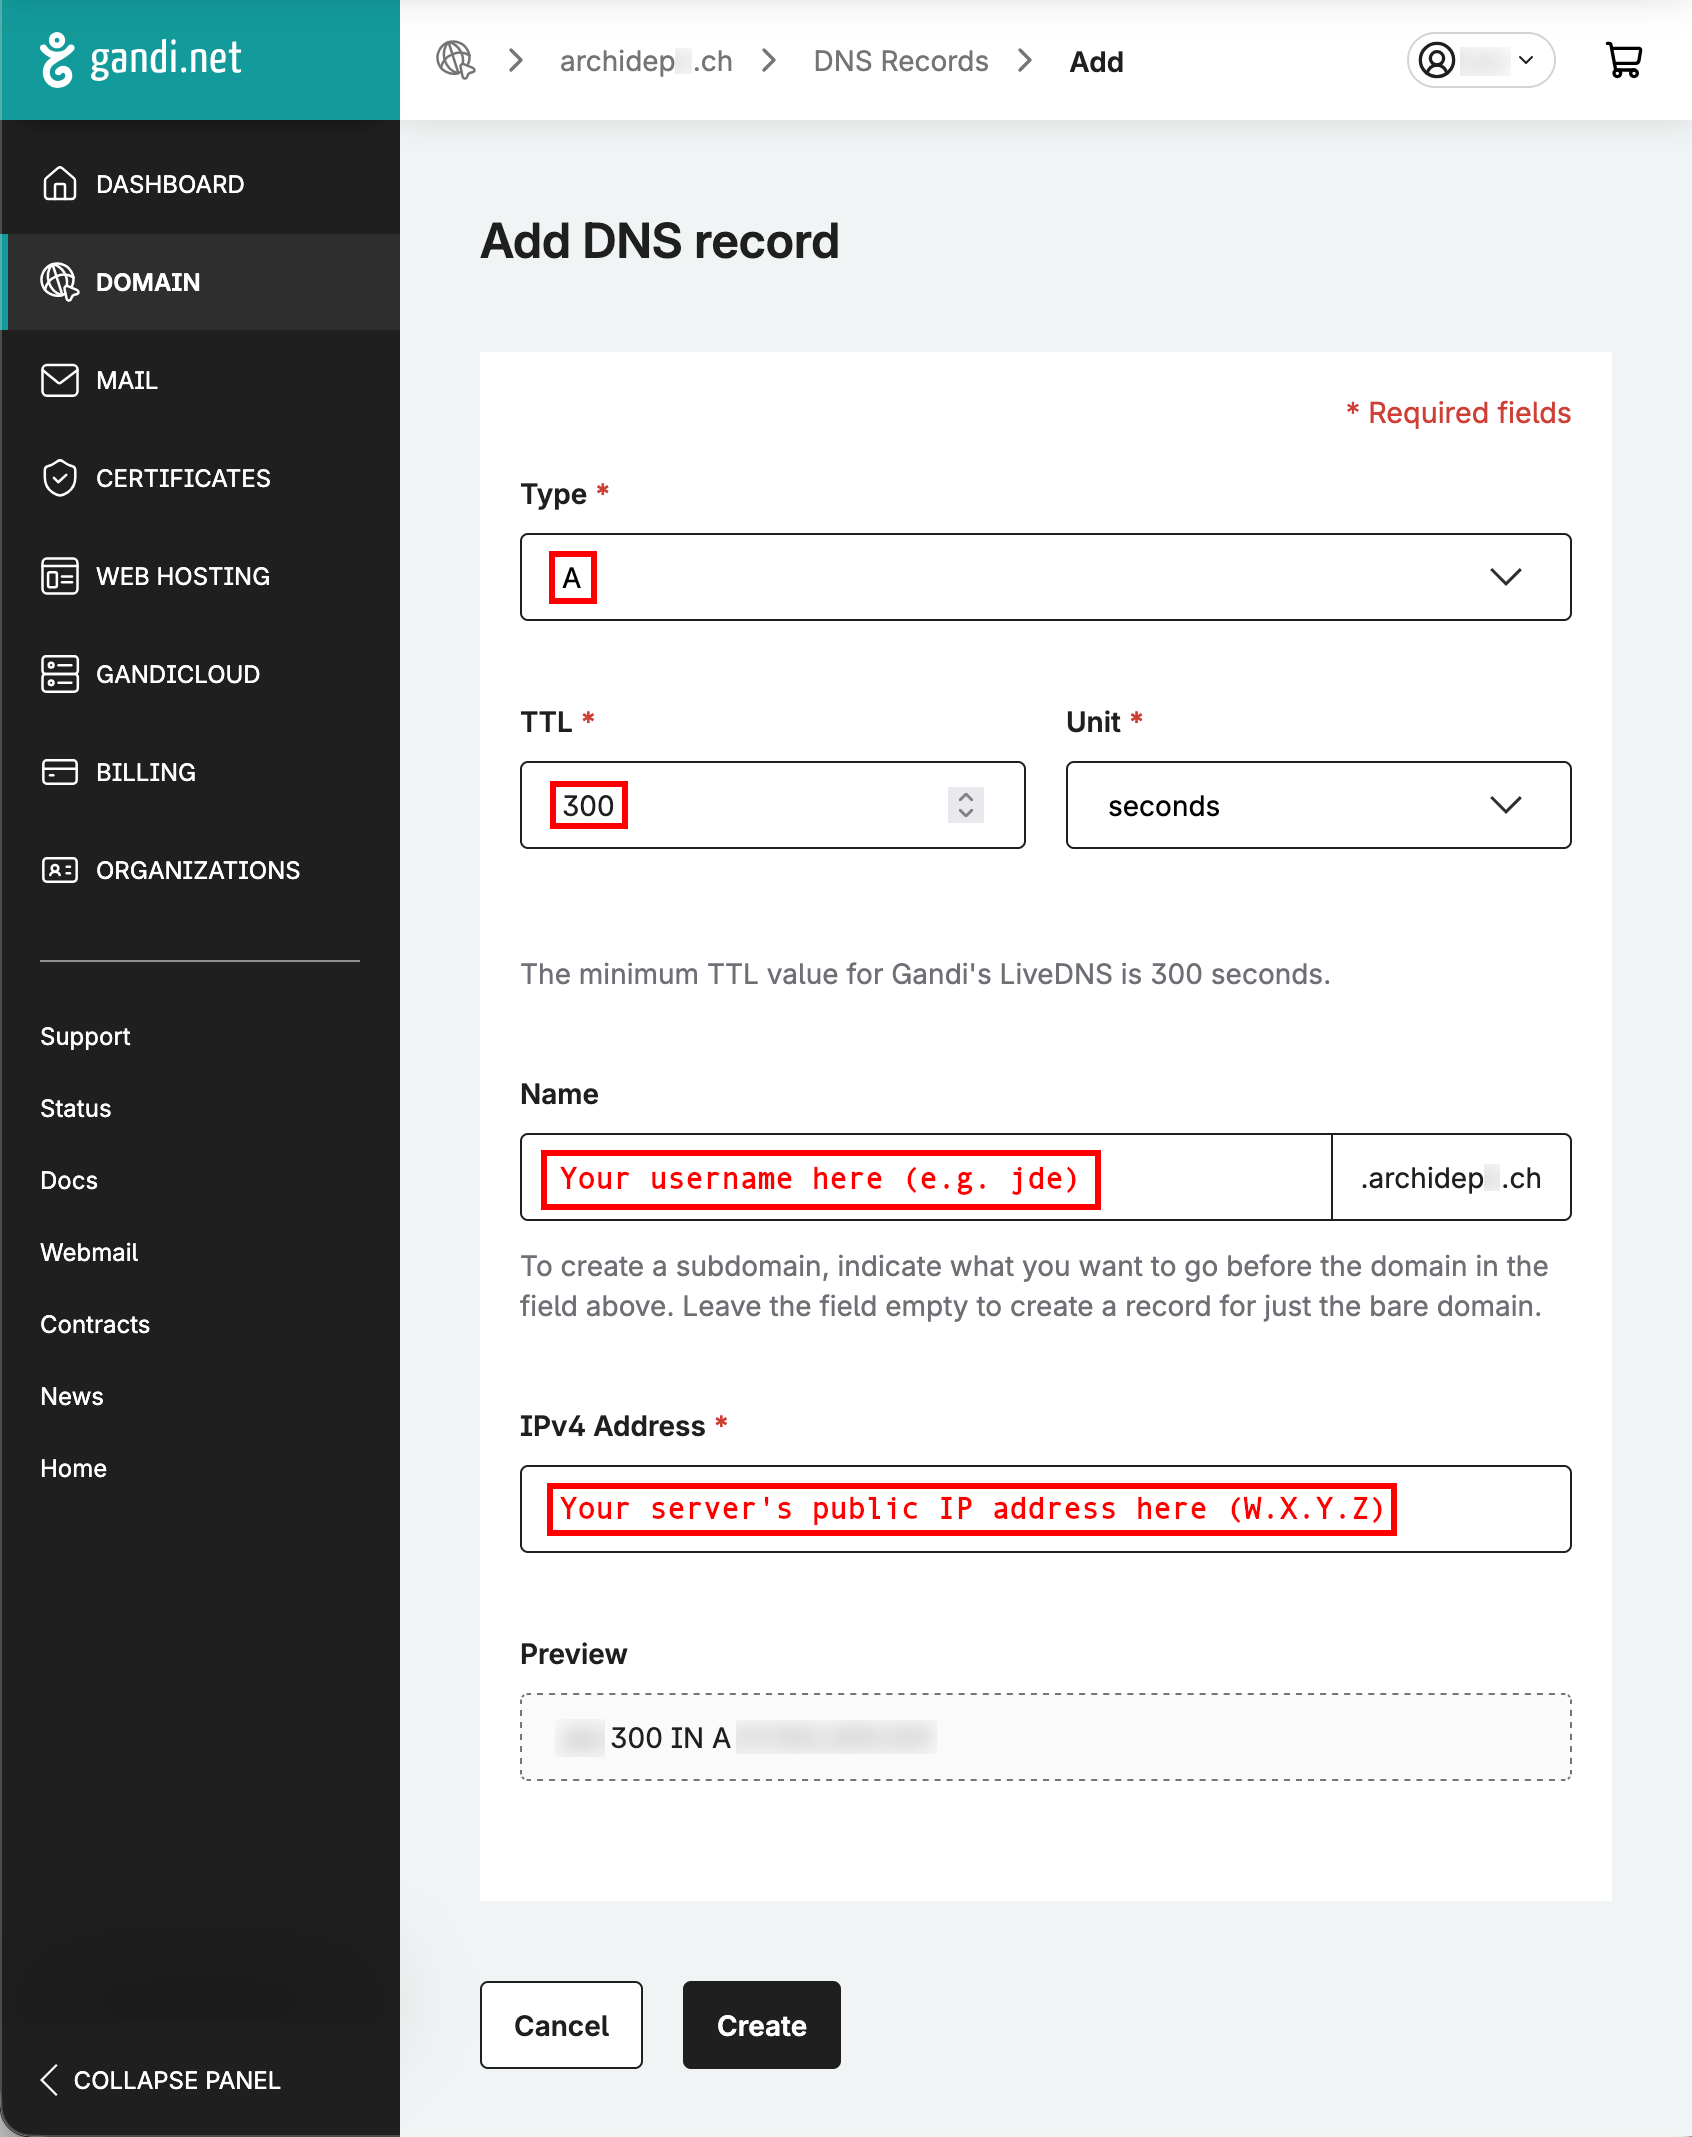 gandi.net
archidep .ch
DNS Records
Add
DASHBOARD
DOMAIN
MAIL
CERTIFICATES
WEB HOSTING
GANDICLOUD
BILLING
ORGANIZATIONS
Support
Status
Docs
Webmail
Contracts
News
Home
COLLAPSE PANEL
Add DNS record
* Required fields
Type *
A
TTL *
Unit *
300
seconds
The minimum TTL value for Gandi's LiveDNS is 300 seconds.
Name
Your username here (e.g. jde)
.archidep .ch
To create a subdomain, indicate what you want to go before the domain in the
field above. Leave the field empty to create a record for just the bare domain.
IPv4 Address *
Your server's public IP address here (W.X.Y.Z)
Preview
300 IN A
Cancel
Create